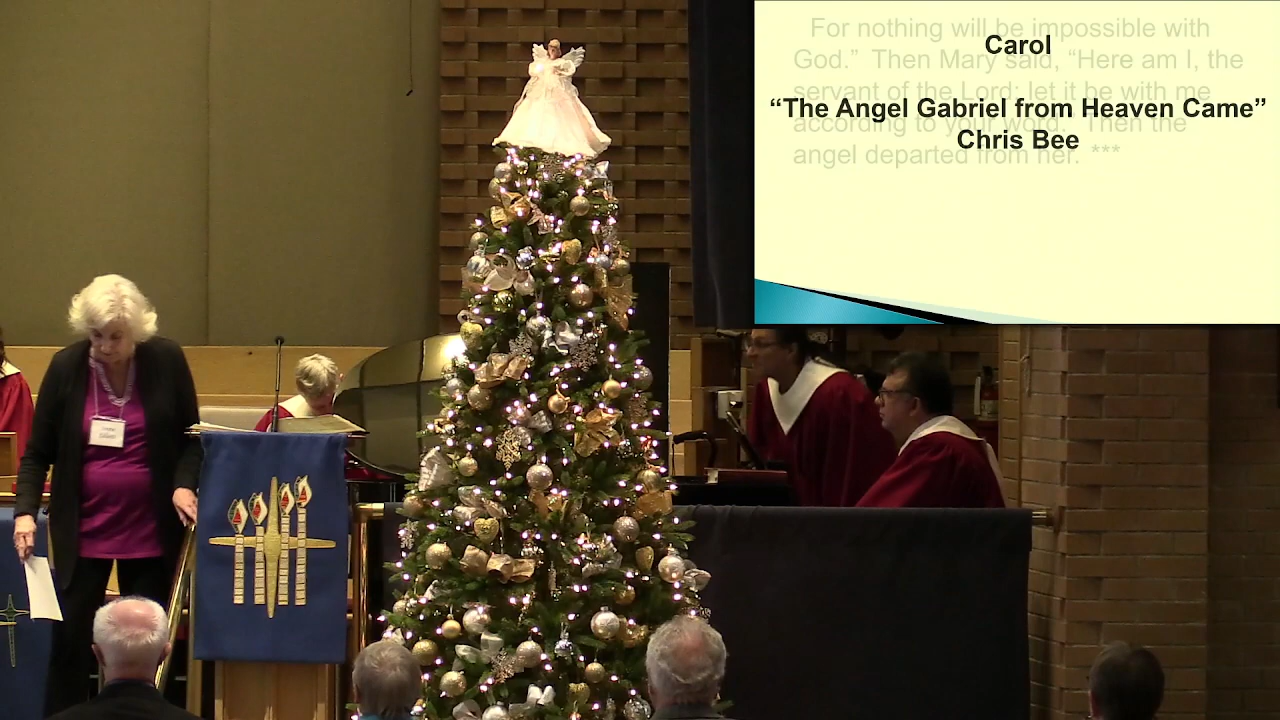 For nothing will be impossible with
God.” Then Mary said, “Here am I, the
servant of the Lord; let it be with me
according to your word.” Then the
angel departed from her. ***
Carol
“The Angel Gabriel from Heaven Came”
Chris Bee